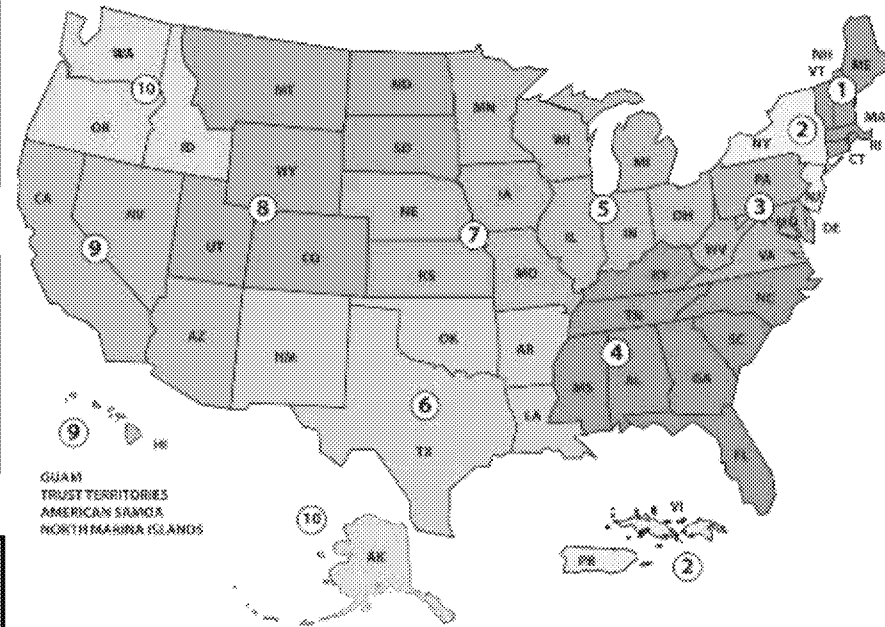 WA
MT
ND
MN
NH
VT
ME
10
1
OR
ID
SD
WI
MI
NY
2
MA
RI
CT
WY
IA
PA
NJ
CA
NV
8
NE
5
3
OH
MD
DE
UT
7
IL
IN
WV
VA
9
CO
KS
MO
KY
NC
TN
AZ
NM
OK
AR
4
SC
MS
AL
GA
6
LA
TX
FL
9
HI
GUAM
TRUST TERRITORIES
AMERICAN SAMOA
NORTH MARINA ISLANDS
10
AK
VI
PR
2